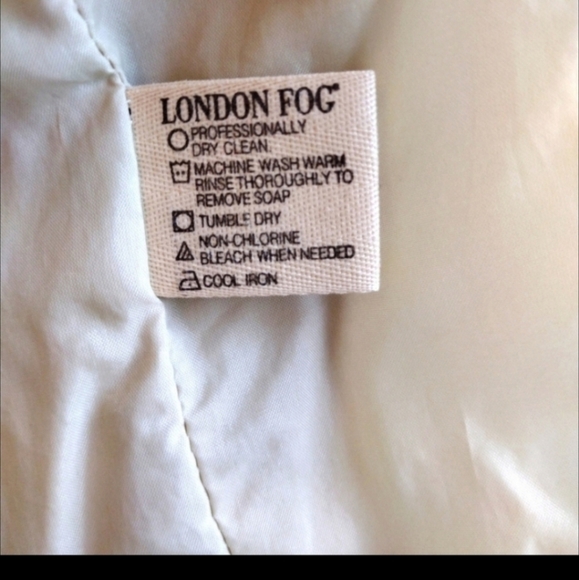 LONDON FOG®
PROFESSIONALLY
DRY CLEAN
MACHINE WASH WARM
RINSE THOROUGHLY TO
REMOVE SOAP
TUMBLE DRY
NON-CHLORINE
BLEACH WHEN NEEDED
COOL IRON